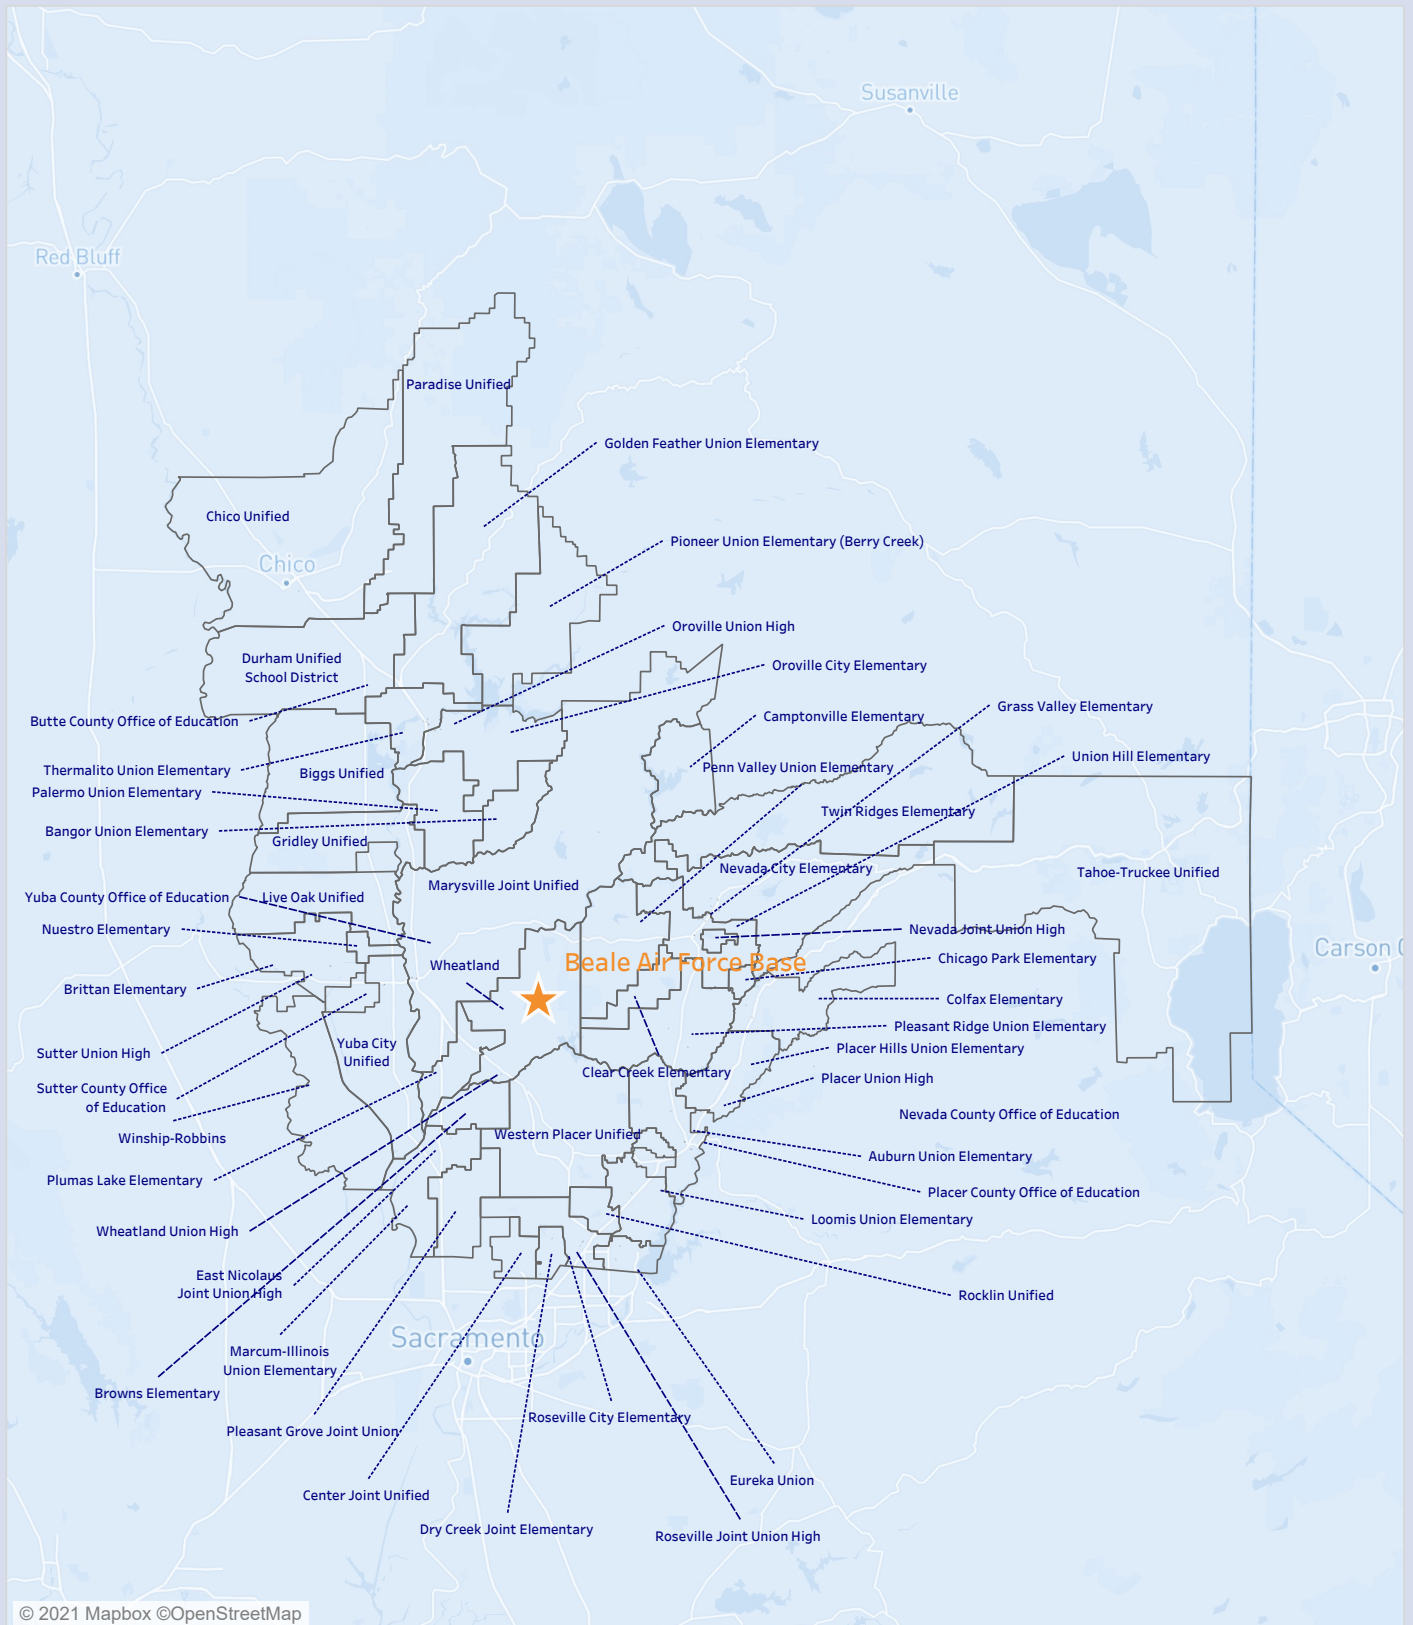 Susanville
Red Bluff
Paradise Unified
Golden Feather Union Elementary
Chico Unified
Pioneer Union Elementary (Berry Creek)
Chico
Oroville Union High
Durham Unified
School District
Oroville City Elementary
Grass Valley Elementary
Butte County Office of Education
Camptonville Elementary
Union Hill Elementary
Thermalito Union Elementary
Biggs Unified
Penn Valley Union Elementary
Palermo Union Elementary
Twin Ridges Elementary
Bangor Union Elementary
Gridley Unified
Nevada City Elementary
Tahoe-Truckee Unified
Marysville Joint Unified
Yuba County Office of Education
Live Oak Unified
Nuestro Elementary
Nevada Joint Union High
Carson C
Wheatland
Beale Air Force Base
Chicago Park Elementary
Brittan Elementary
Colfax Elementary
Pleasant Ridge Union Elementary
Sutter Union High
Yuba City
Unified
Placer Hills Union Elementary
Clear Creek Elementary
Placer Union High
Sutter County Office
of Education
Nevada County Office of Education
Winship-Robbins
Western Placer Unified
Auburn Union Elementary
Plumas Lake Elementary
Placer County Office of Education
Wheatland Union High
Loomis Union Elementary
East Nicolaus
Joint Union High
Rocklin Unified
Sacramento
Marcum-Illinois
Union Elementary
Browns Elementary
Roseville City Elementary
Pleasant Grove Joint Union
Eureka Union
Center Joint Unified
Dry Creek Joint Elementary
Roseville Joint Union High
© 2021 Mapbox ©OpenStreetMap